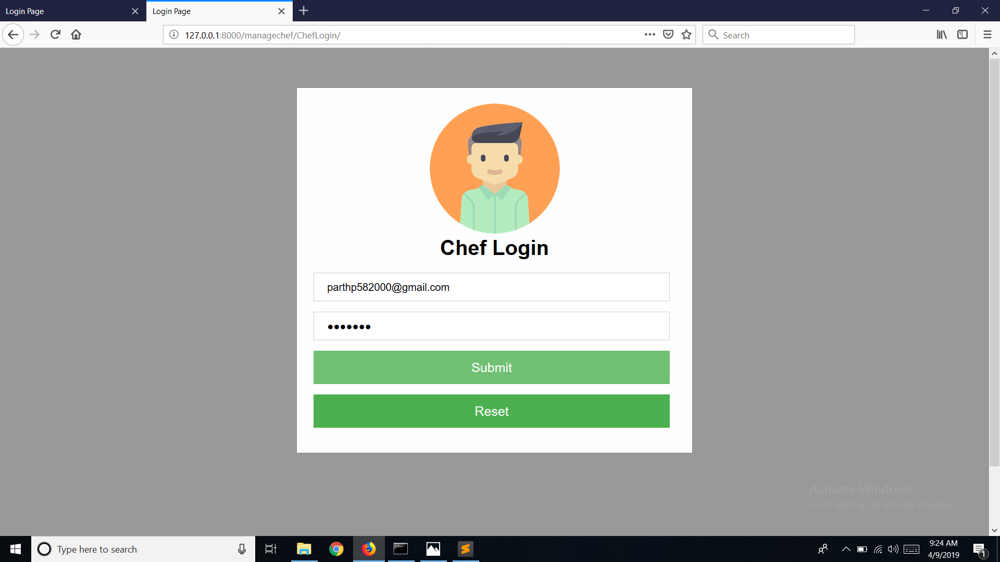 Login Page
Login Page
127.0.0.1:8000/managechef/ChefLogin/
Search
Chef Login
parthp582000@gmail.com
•••••••
Submit
Reset
Activate Windows
Go to Settings to activate Windows.
Type here to search
9:24 AM
4/9/2019
1